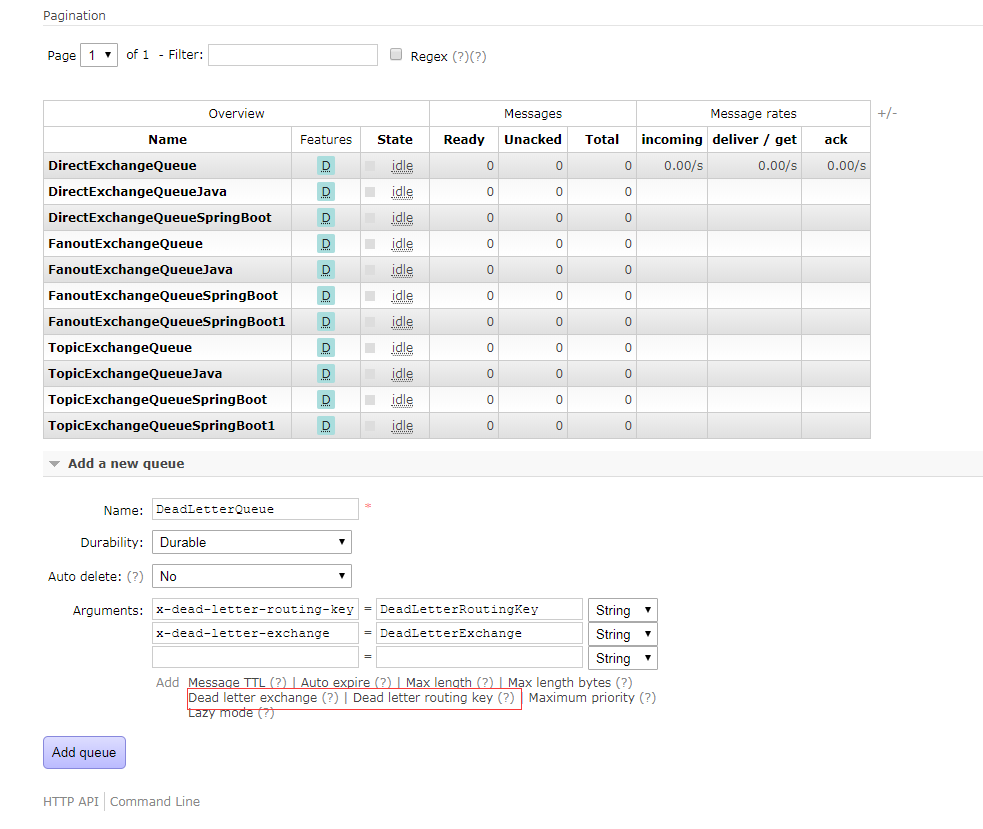 Pagination
Page 1 of 1 - Filter: Regex (?)(?)
Overview Messages Message rates +/-
Name Features State Ready Unacked Total incoming deliver / get ack
DirectExchangeQueue D idle 0 0 0 0.00/s 0.00/s 0.00/s
DirectExchangeQueueJava D idle 0 0 0
DirectExchangeQueueSpringBoot D idle 0 0 0
FanoutExchangeQueue D idle 0 0 0
FanoutExchangeQueueJava D idle 0 0 0
FanoutExchangeQueueSpringBoot D idle 0 0 0
FanoutExchangeQueueSpringBoot1 D idle 0 0 0
TopicExchangeQueue D idle 0 0 0
TopicExchangeQueueJava D idle 0 0 0
TopicExchangeQueueSpringBoot D idle 0 0 0
TopicExchangeQueueSpringBoot1 D idle 0 0 0
Add a new queue
Name: DeadLetterQueue *
Durability: Durable
Auto delete: (?) No
Arguments: x-dead-letter-routing-key = DeadLetterRoutingKey String
x-dead-letter-exchange = DeadLetterExchange String
= String
Add Message TTL (?) | Auto expire (?) | Max length (?) | Max length bytes (?)
Dead letter exchange (?) | Dead letter routing key (?) | Maximum priority (?)
Lazy mode (?)
Add queue
HTTP API Command Line